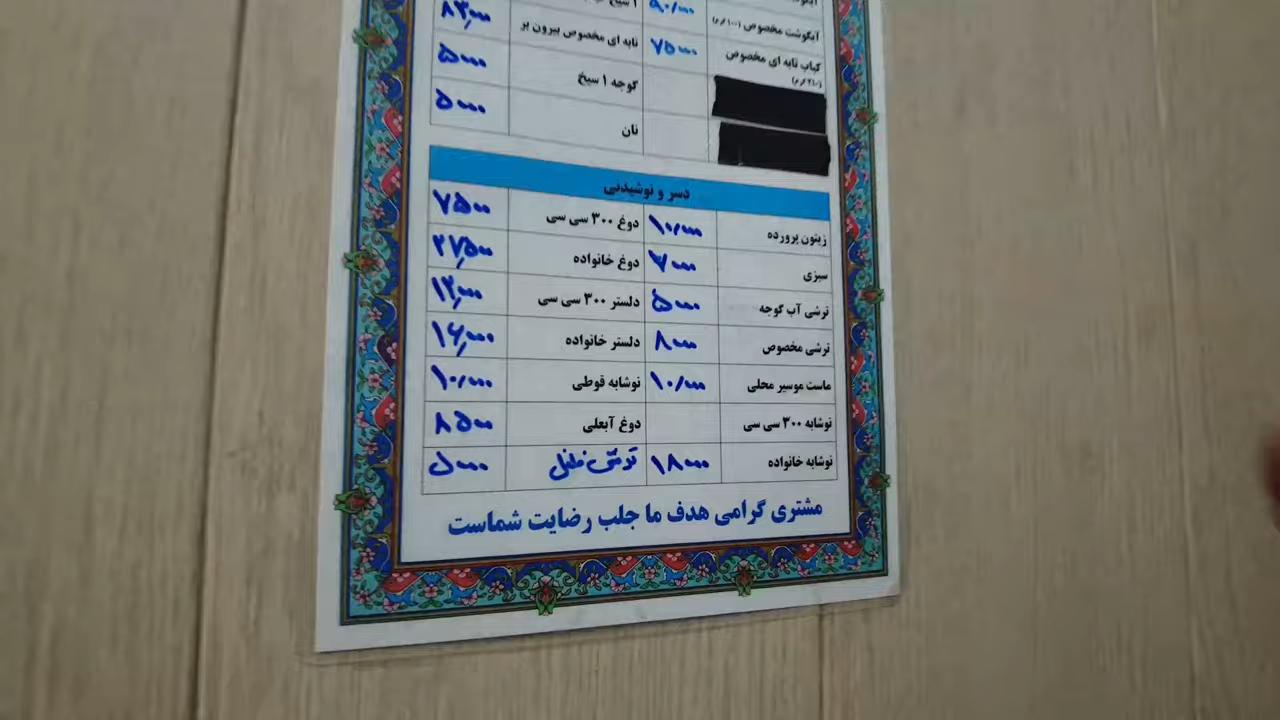 ۹۰/۰۰۰ ۸۳,۰۰۰
آبگوشت مخصوص (۱۰۰ گرم) ۷۵۰۰۰ تابه ای مخصوص بیرون بر ۵۰۰۰
کباب تابه ای مخصوص گوجه ۱ سیخ ۵۰۰۰
نان
دسر و نوشیدنی
زیتون پرورده ۱۰/۰۰۰ دوغ ۳۰۰ سی سی ۷۵۰۰
سبزی ۷۰۰۰ دوغ خانواده ۲۷,۵۰۰
ترشی آب گوجه ۵۰۰۰ دلستر ۳۰۰ سی سی ۱۲,۰۰۰
ترشی مخصوص ۸۰۰۰ دلستر خانواده ۱۶,۰۰۰
ماست موسیر محلی ۱۰/۰۰۰ نوشابه قوطی ۱۰/۰۰۰
نوشابه ۳۰۰ سی سی دوغ آبعلی ۸۵۰۰
نوشابه خانواده ۱۸۰۰۰ ترشی فلفل ۵۰۰۰
مشتری گرامی هدف ما جلب رضایت شماست